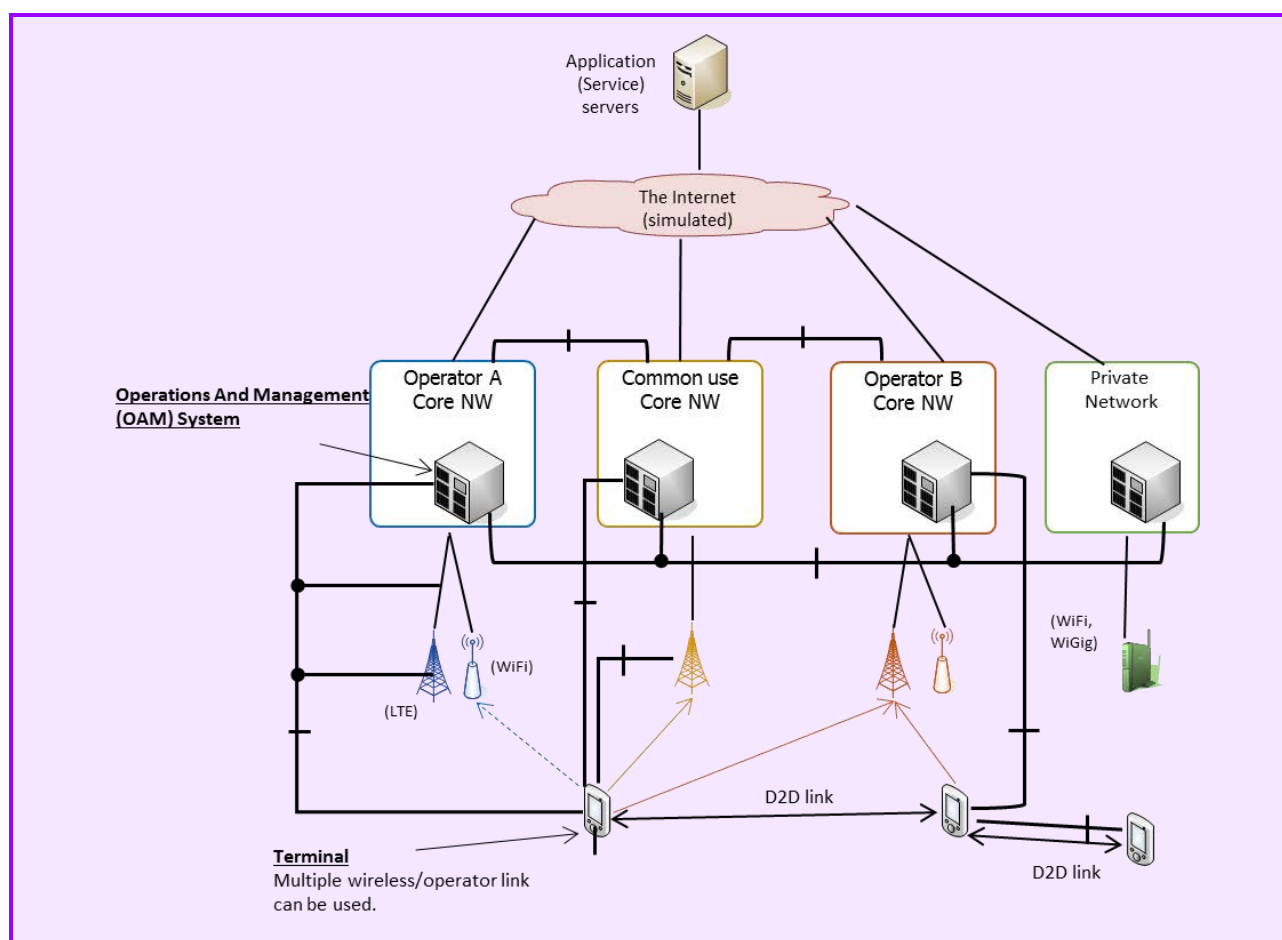 Application
(Service)
servers
The Internet
(simulated)
Operator A
Core NW
Common use
Core NW
Operator B
Core NW
Private
Network
Operations And Management
(OAM) System
(WiFi)
(LTE)
(WiFi,
WiGig)
D2D link
D2D link
Terminal
Multiple wireless/operator link
can be used.